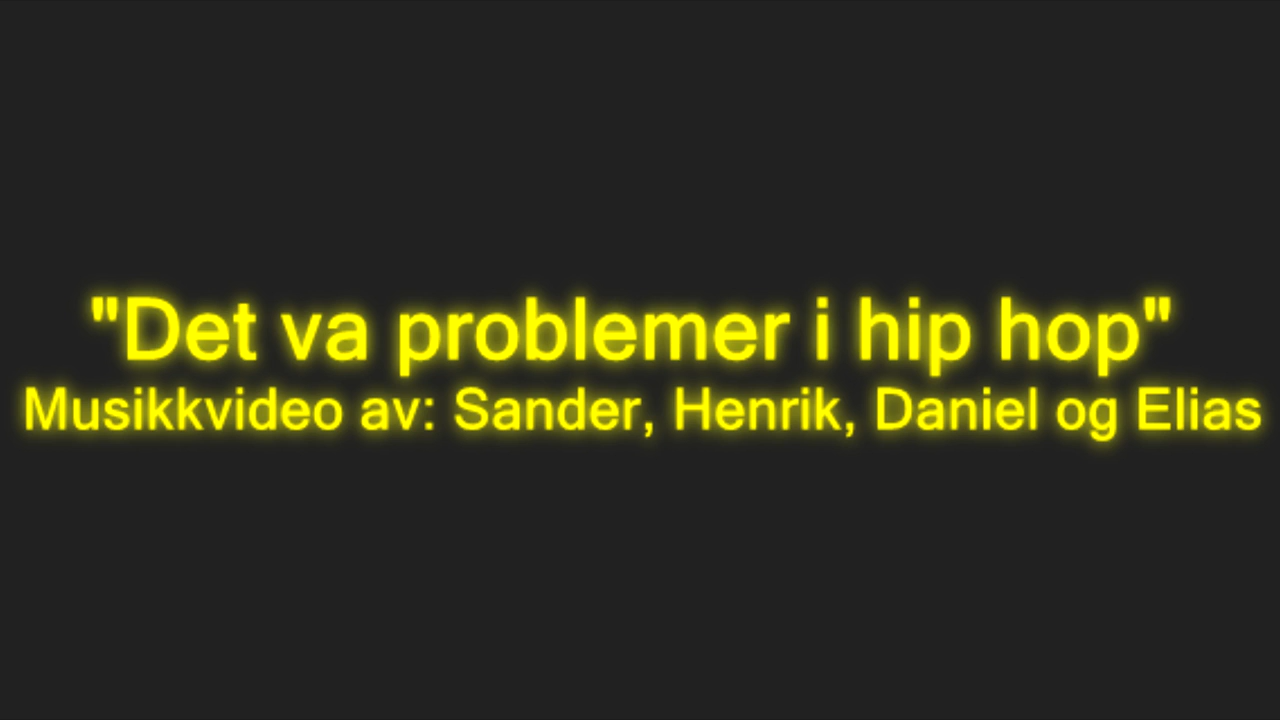 "Det va problemer i hip hop"
Musikkvideo av: Sander, Henrik, Daniel og Elias